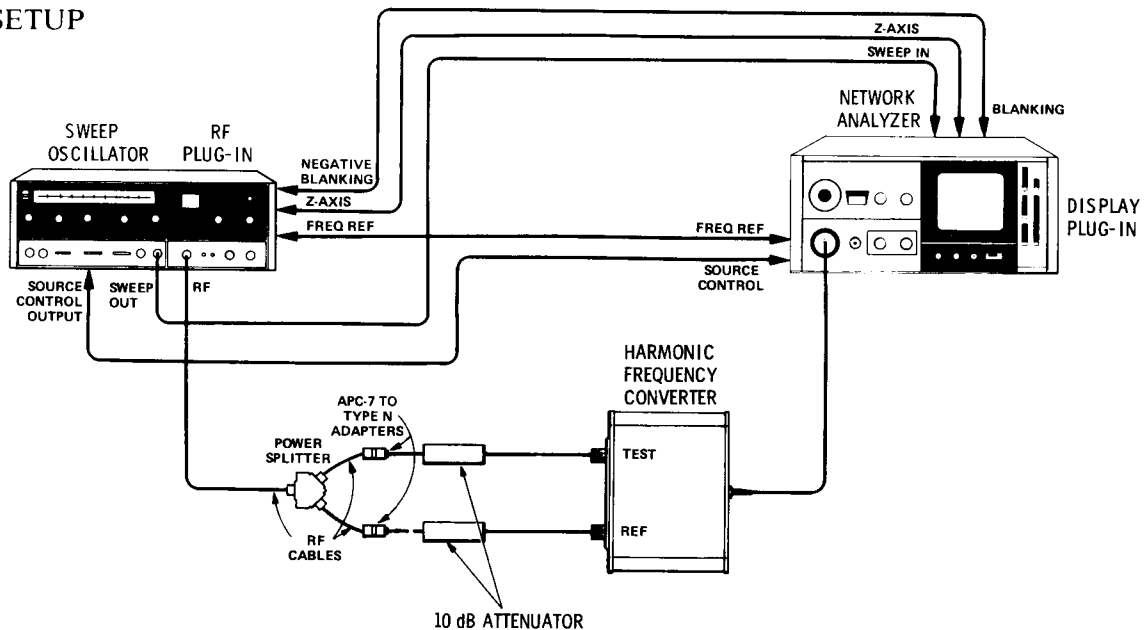 SETUP
Z-AXIS
SWEEP IN
NETWORK
ANALYZER
BLANKING
SWEEP
OSCILLATOR
RF
PLUG-IN
NEGATIVE
BLANKING
Z-AXIS
FREQ REF
FREQ REF
DISPLAY
PLUG-IN
SOURCE
CONTROL
OUTPUT
SWEEP
OUT
RF
SOURCE
CONTROL
HARMONIC
FREQUENCY
CONVERTER
APC-7 TO
TYPE N
ADAPTERS
POWER
SPLITTER
TEST
REF
RF
CABLES
10 dB ATTENUATOR